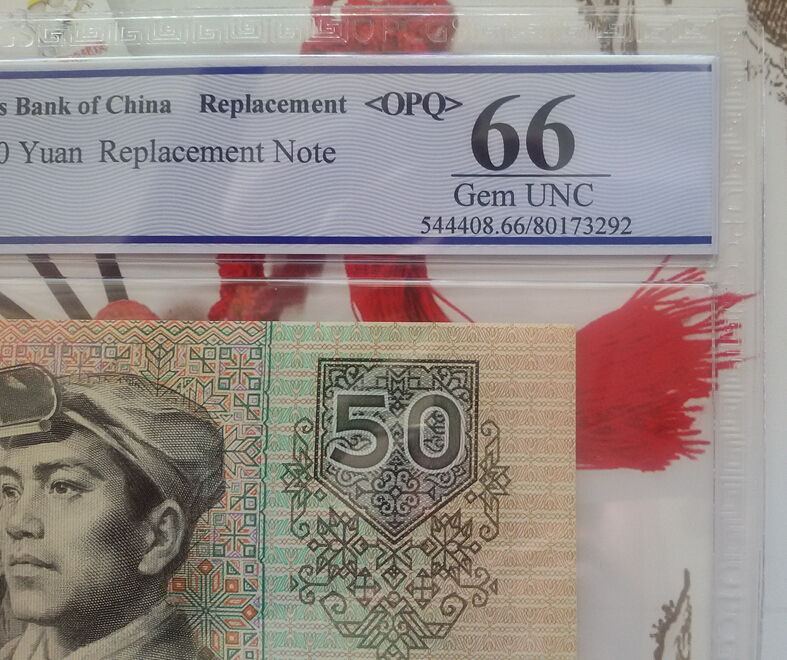 s Bank of China Replacement <OPQ> 66
0 Yuan Replacement Note
Gem UNC
544408.66/80173292
50